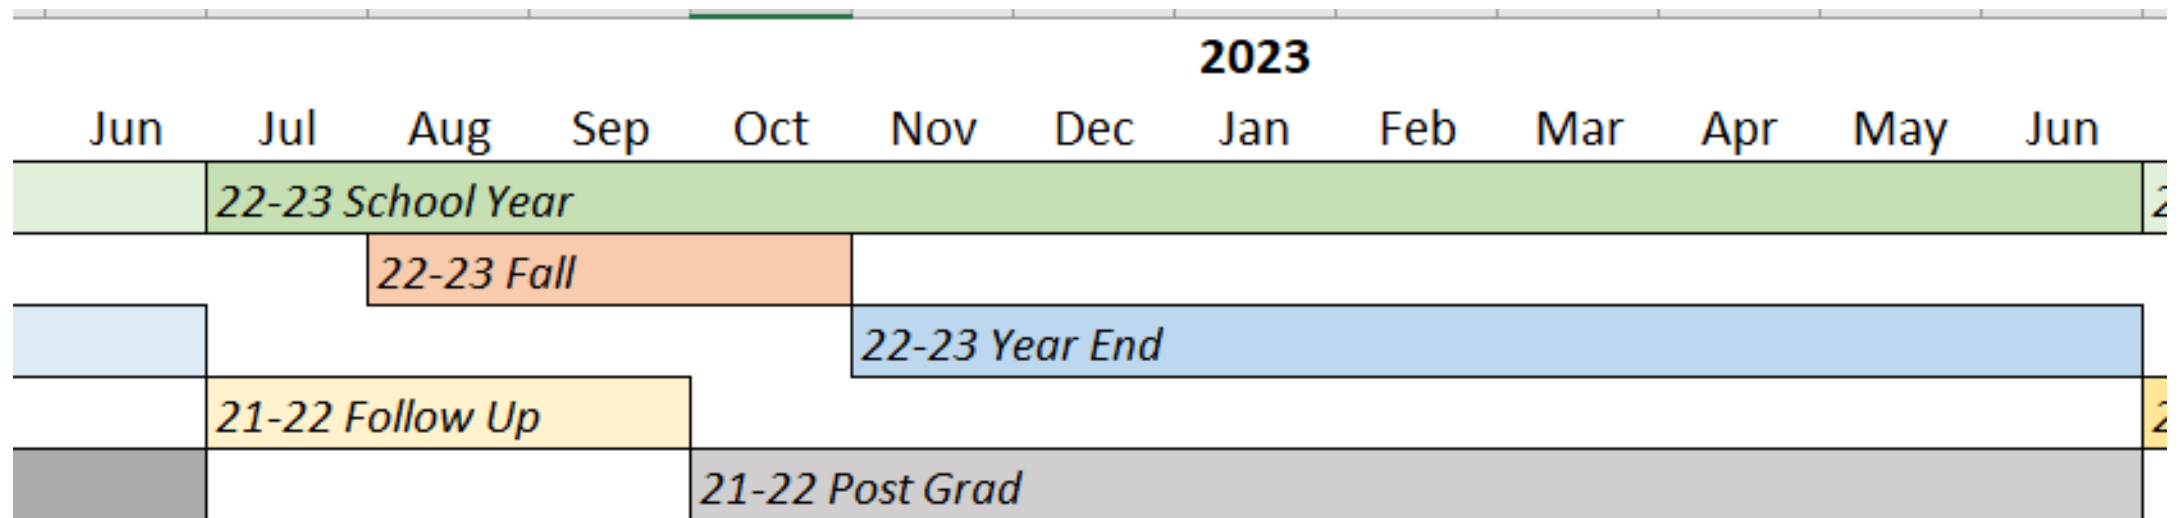 2023
Jun Jul Aug Sep Oct Nov Dec Jan Feb Mar Apr May Jun
22-23 School Year
22-23 Fall
22-23 Year End
21-22 Follow Up
21-22 Post Grad